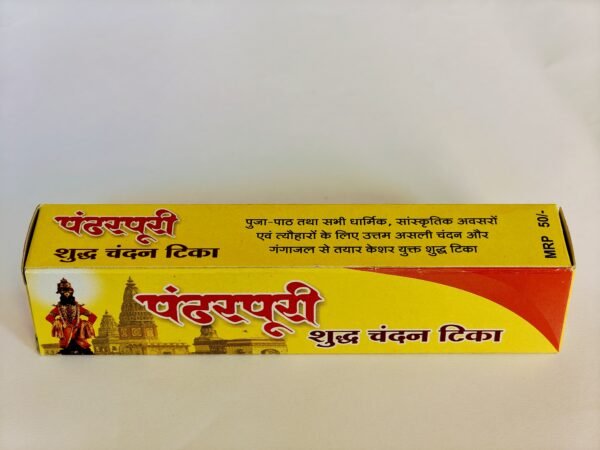 पंढरपूरी
शुद्ध चंदन टिका
पुजा-पाठ तथा सभी धार्मिक, सांस्कृतिक अवसरों
एवं त्यौहारों के लिए उत्तम असली चंदन और
गंगाजल से तयार केशर युक्त शुद्ध टिका
MRP 50/-
पंढरपूरी
शुद्ध चंदन टिका